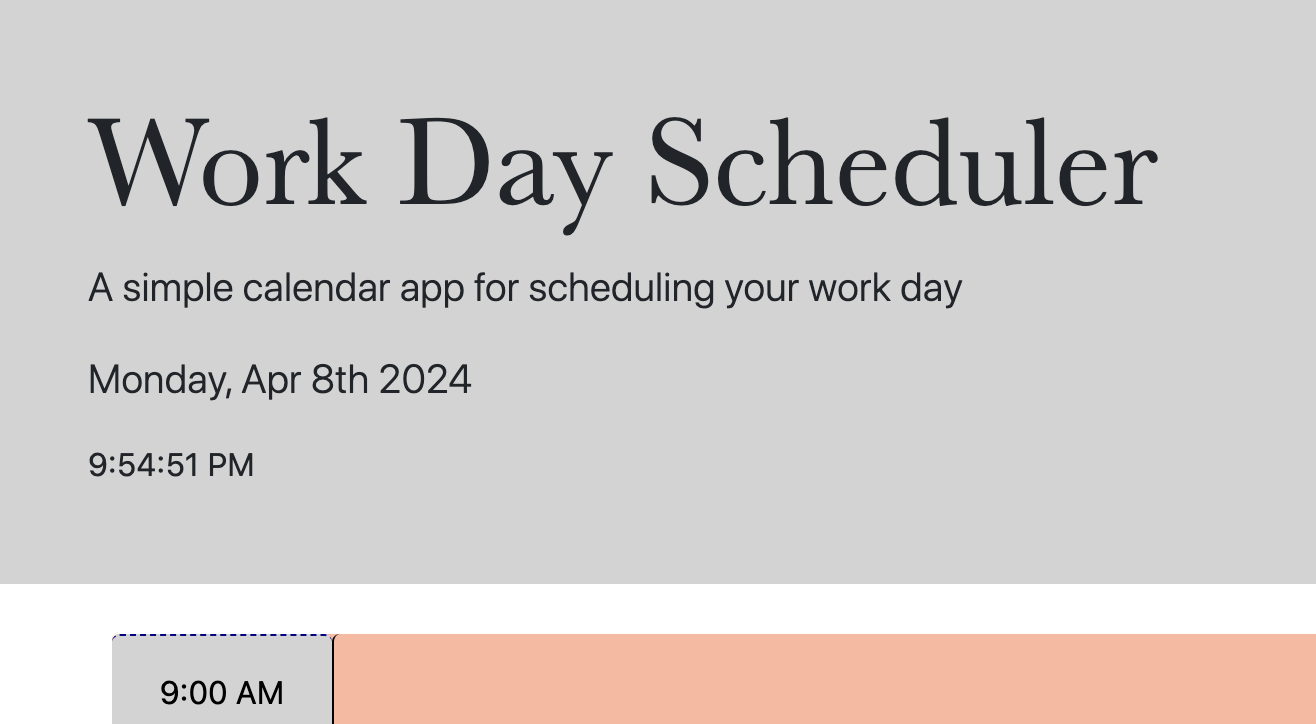 Work Day Scheduler
A simple calendar app for scheduling your work day
Monday, Apr 8th 2024
9:54:51 PM
9:00 AM